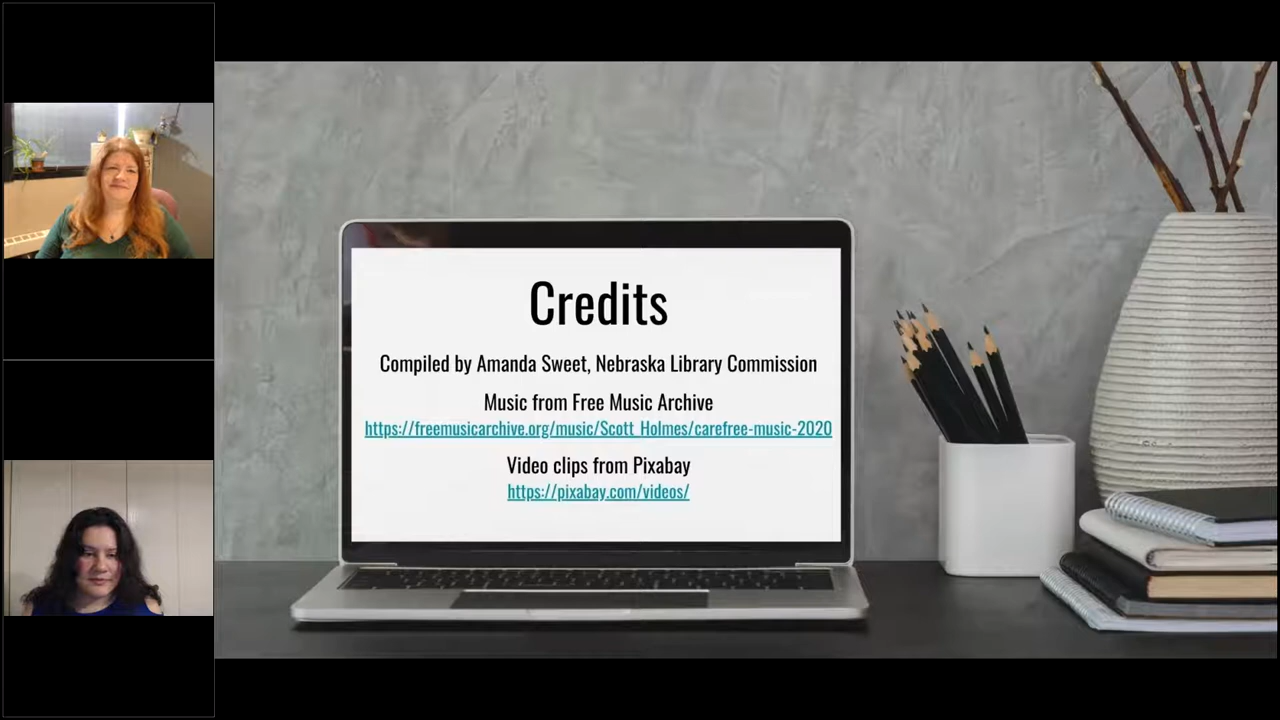 Credits
Compiled by Amanda Sweet, Nebraska Library Commission
Music from Free Music Archive
https://freemusicarchive.org/music/Scott_Holmes/carefree-music-2020
Video clips from Pixabay
https://pixabay.com/videos/